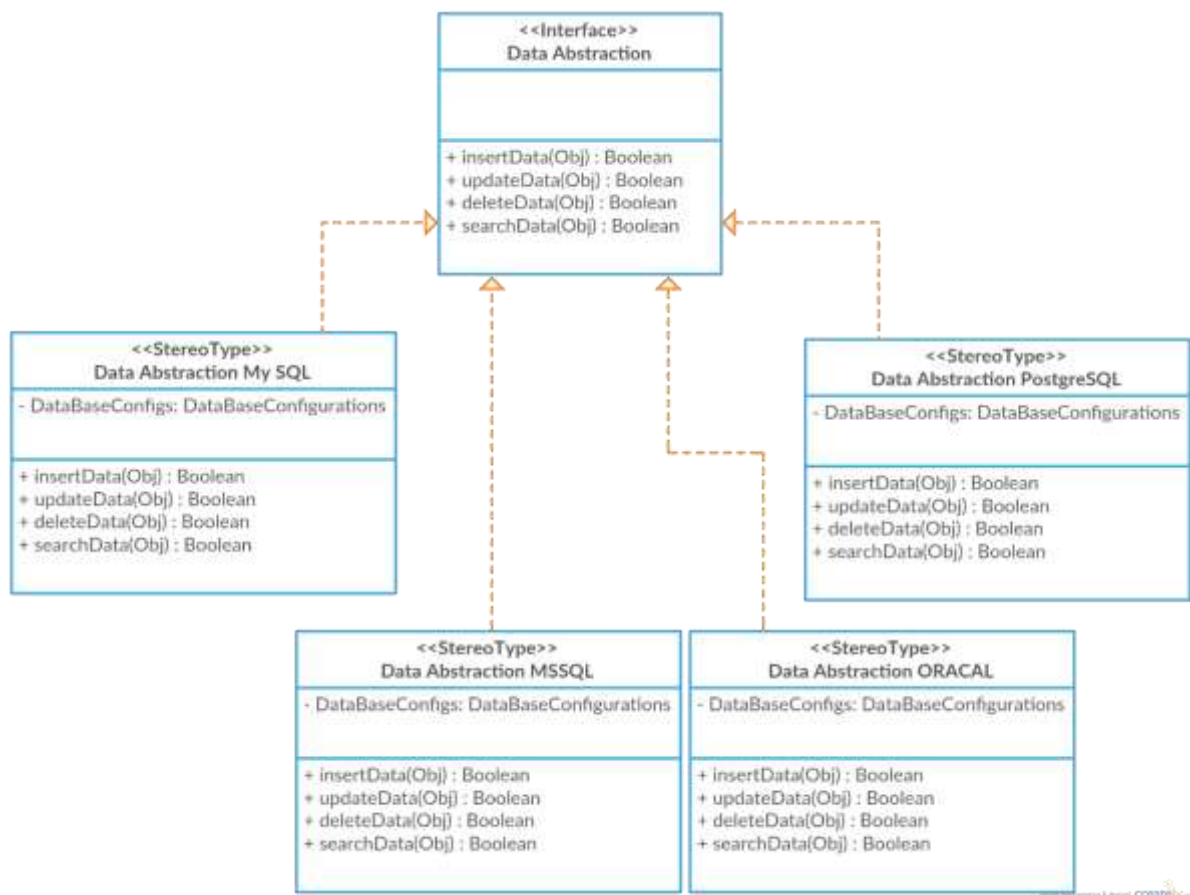 <<Interface>>
Data Abstraction
+ insertData(Obj) : Boolean
+ updateData(Obj) : Boolean
+ deleteData(Obj) : Boolean
+ searchData(Obj) : Boolean
<<StereoType>>
Data Abstraction My SQL
- DataBaseConfigs: DataBaseConfigurations
+ insertData(Obj) : Boolean
+ updateData(Obj) : Boolean
+ deleteData(Obj) : Boolean
+ searchData(Obj) : Boolean
<<StereoType>>
Data Abstraction PostgreSQL
- DataBaseConfigs: DataBaseConfigurations
+ insertData(Obj) : Boolean
+ updateData(Obj) : Boolean
+ deleteData(Obj) : Boolean
+ searchData(Obj) : Boolean
<<StereoType>>
Data Abstraction MSSQL
- DataBaseConfigs: DataBaseConfigurations
+ insertData(Obj) : Boolean
+ updateData(Obj) : Boolean
+ deleteData(Obj) : Boolean
+ searchData(Obj) : Boolean
<<StereoType>>
Data Abstraction ORACAL
- DataBaseConfigs: DataBaseConfigurations
+ insertData(Obj) : Boolean
+ updateData(Obj) : Boolean
+ deleteData(Obj) : Boolean
+ searchData(Obj) : Boolean